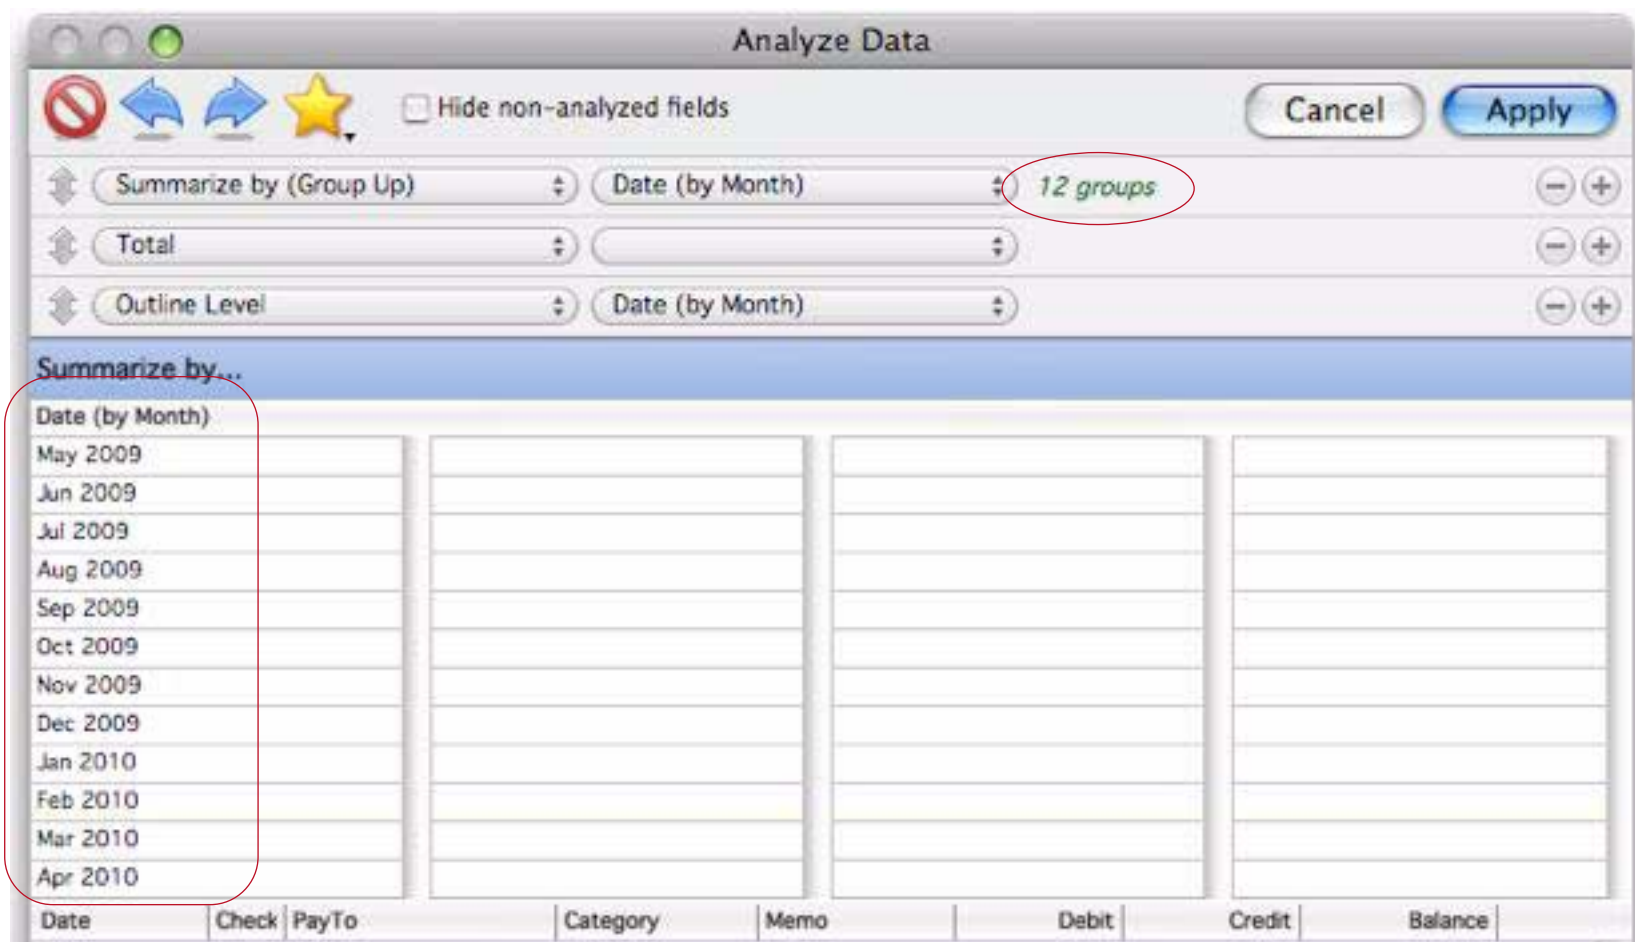 Analyze Data
Hide non-analyzed fields
Cancel
Apply
Summarize by (Group Up)
Date (by Month)
12 groups
Total
Outline Level
Date (by Month)
Summarize by...
Date (by Month)
May 2009
Jun 2009
Jul 2009
Aug 2009
Sep 2009
Oct 2009
Nov 2009
Dec 2009
Jan 2010
Feb 2010
Mar 2010
Apr 2010
Date Check PayTo Category Memo Debit Credit Balance